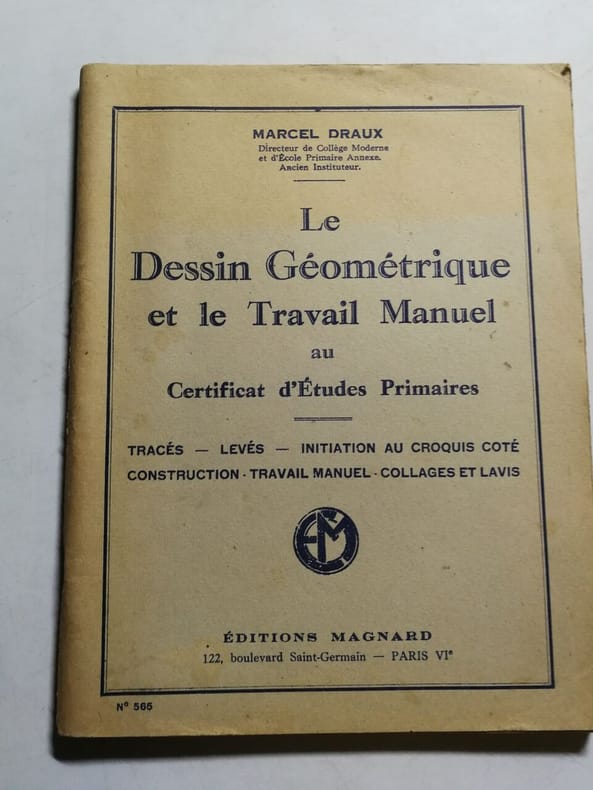 MARCEL DRAUX
Directeur de Collège Moderne
et d'École Primaire Annexe.
Ancien Instituteur.
Le
Dessin Géométrique
et le Travail Manuel
au
Certificat d'Études Primaires
TRACÉS — LEVÉS — INITIATION AU CROQUIS COTÉ
CONSTRUCTION · TRAVAIL MANUEL · COLLAGES ET LAVIS
EM
ÉDITIONS MAGNARD
122, boulevard Saint-Germain — PARIS VIᵉ
N° 565